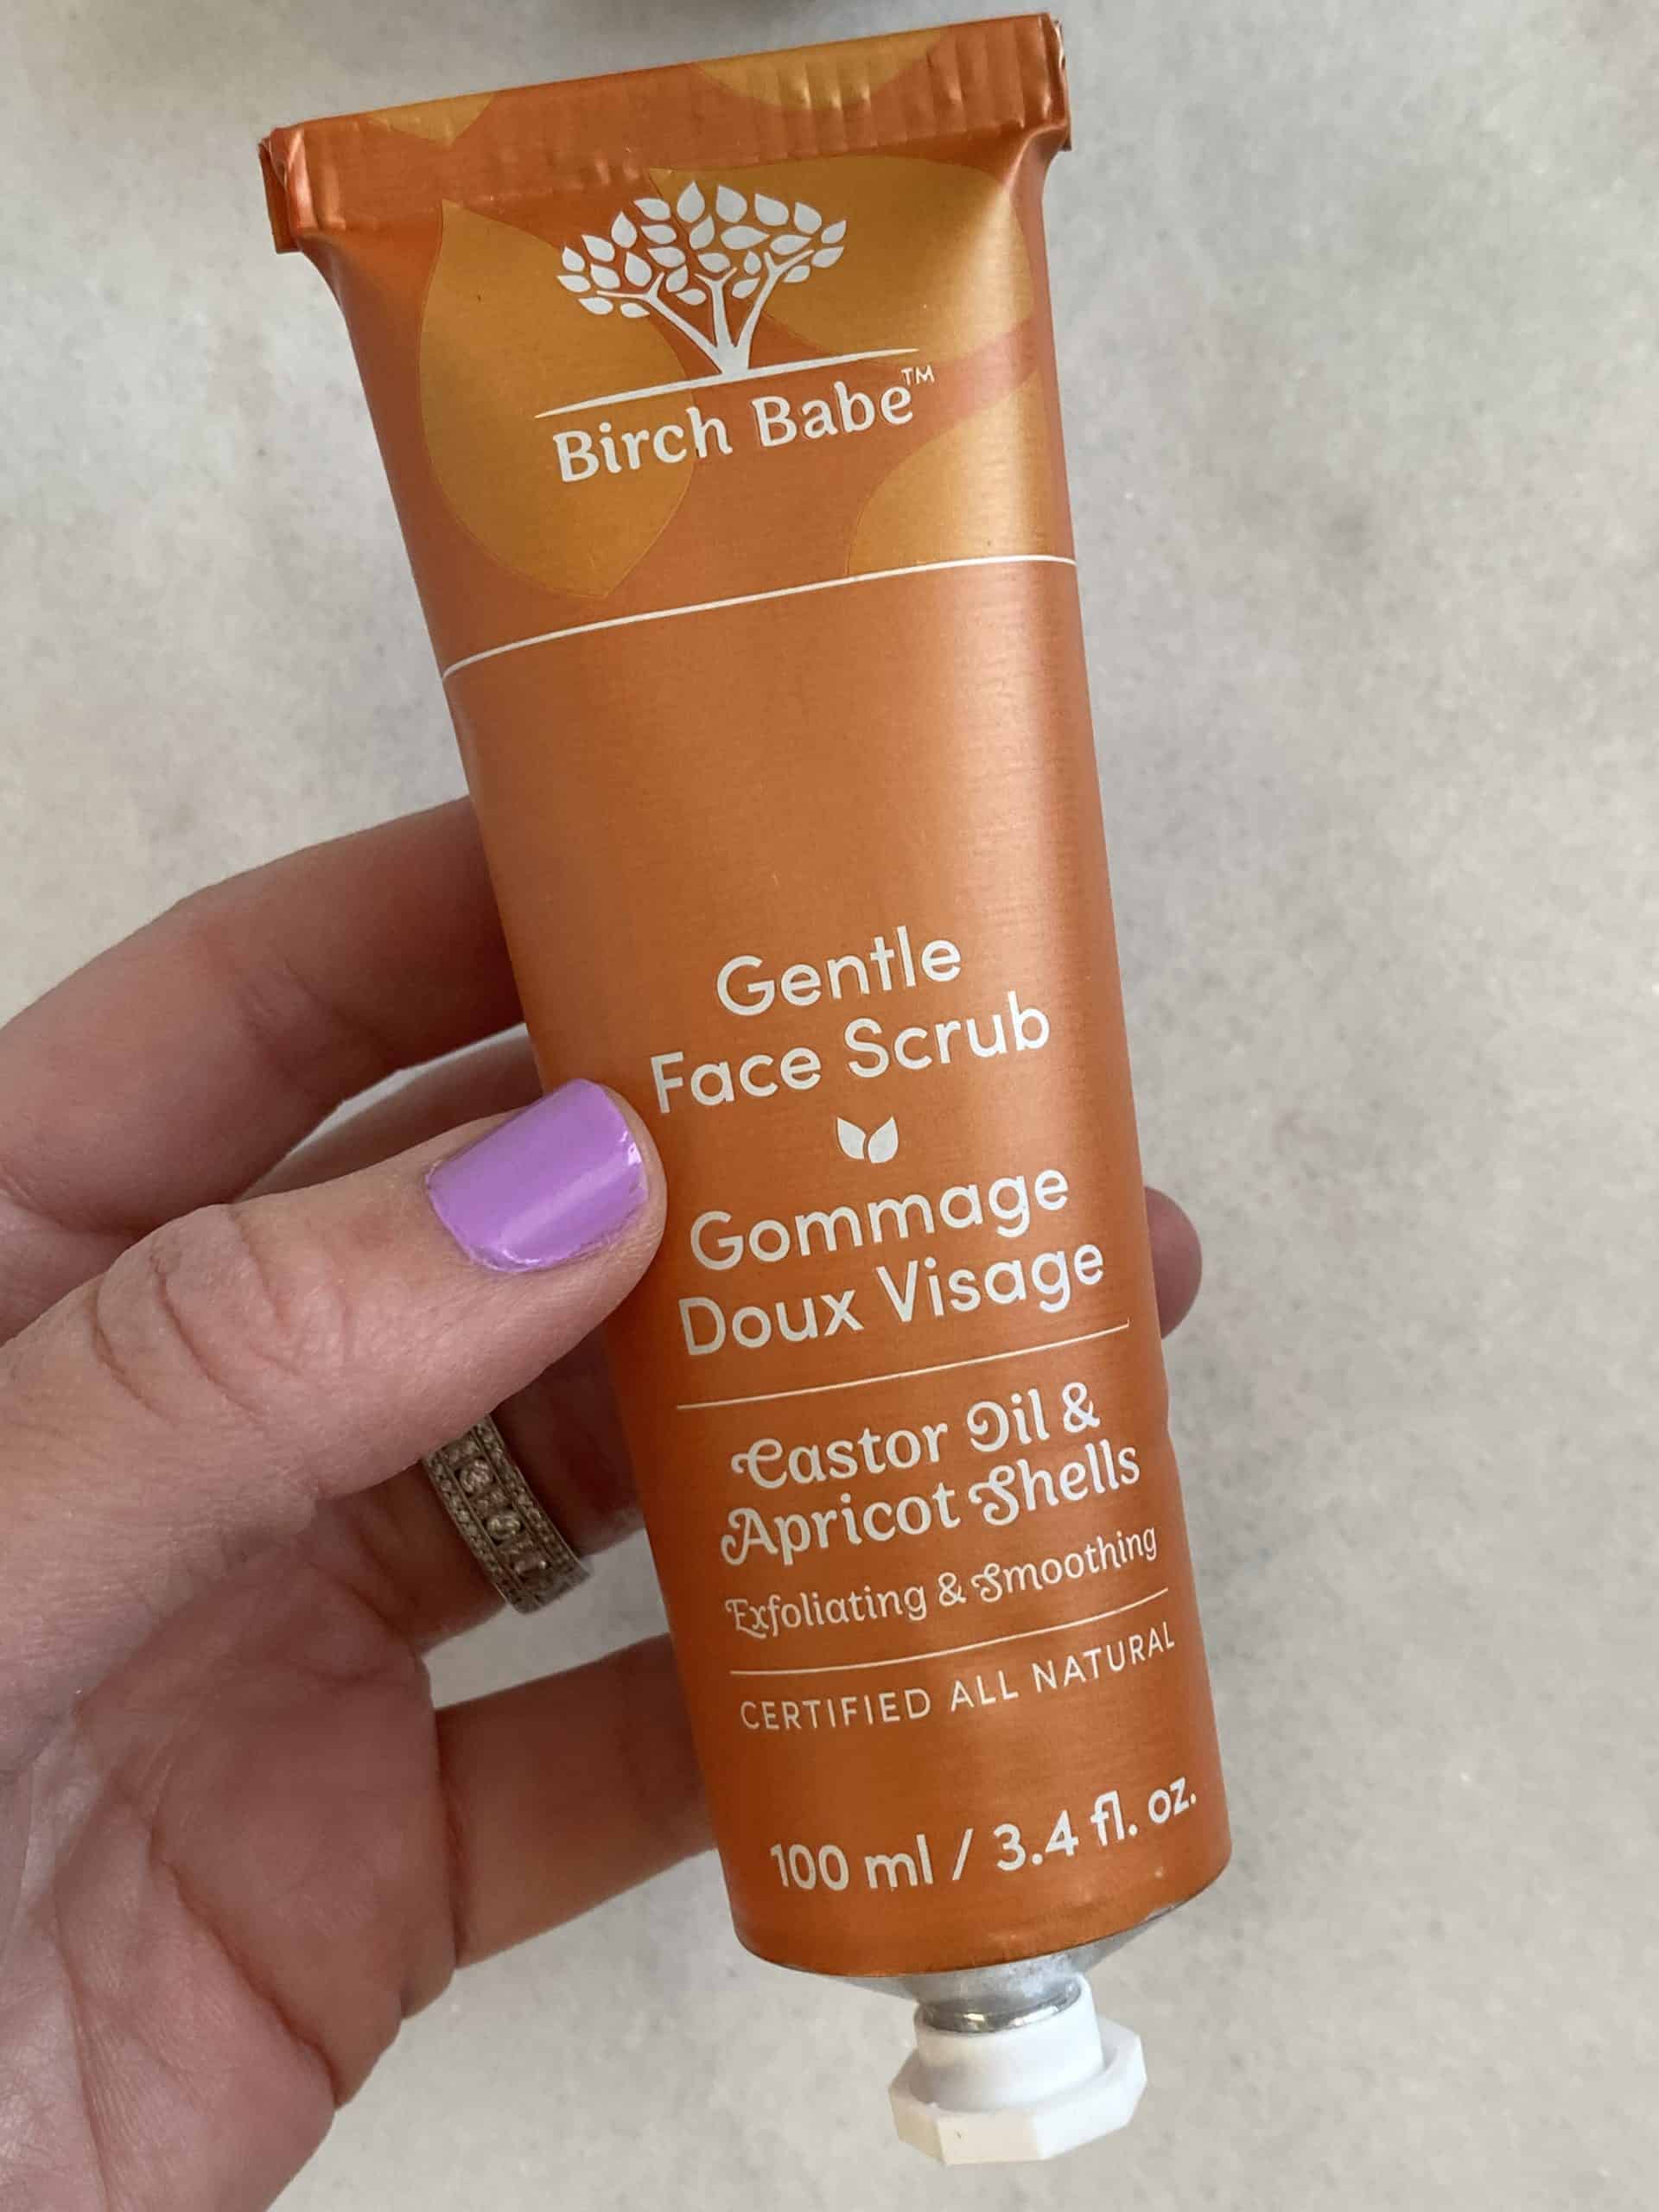 Birch Babe™
Gentle
Face Scrub
Gommage
Doux Visage
Castor Oil &
Apricot Shells
Exfoliating & Smoothing
CERTIFIED ALL NATURAL
100 ml / 3.4 fl. oz.